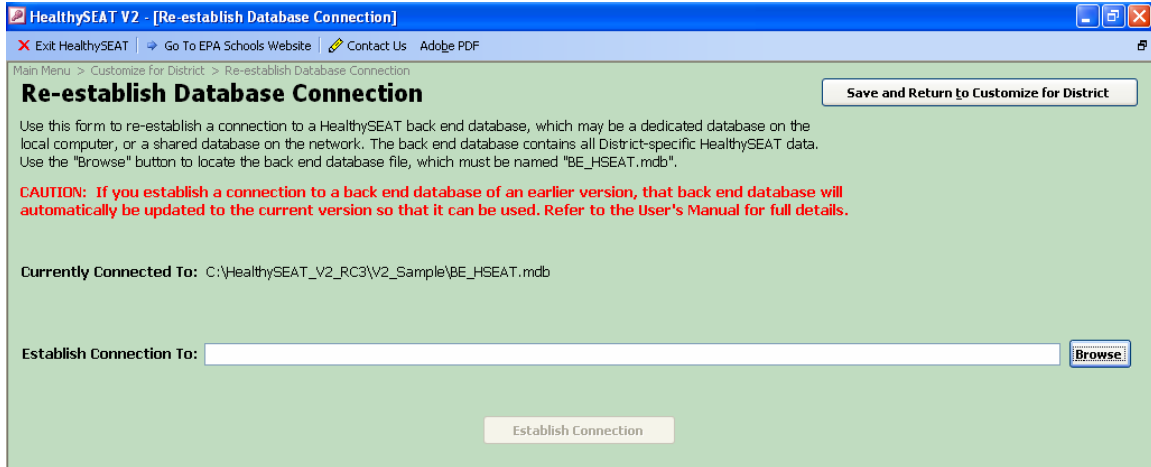 HealthySEAT V2 - [Re-establish Database Connection]
Exit HealthySEAT Go To EPA Schools Website Contact Us Adobe PDF
Main Menu > Customize for District > Re-establish Database Connection
Re-establish Database Connection
Save and Return to Customize for District
Use this form to re-establish a connection to a HealthySEAT back end database, which may be a dedicated database on the
local computer, or a shared database on the network. The back end database contains all District-specific HealthySEAT data.
Use the "Browse" button to locate the back end database file, which must be named "BE_HSEAT.mdb".
CAUTION: If you establish a connection to a back end database of an earlier version, that back end database will
automatically be updated to the current version so that it can be used. Refer to the User's Manual for full details.
Currently Connected To: C:\HealthySEAT_V2_RC3\V2_Sample\BE_HSEAT.mdb
Establish Connection To:
Browse
Establish Connection